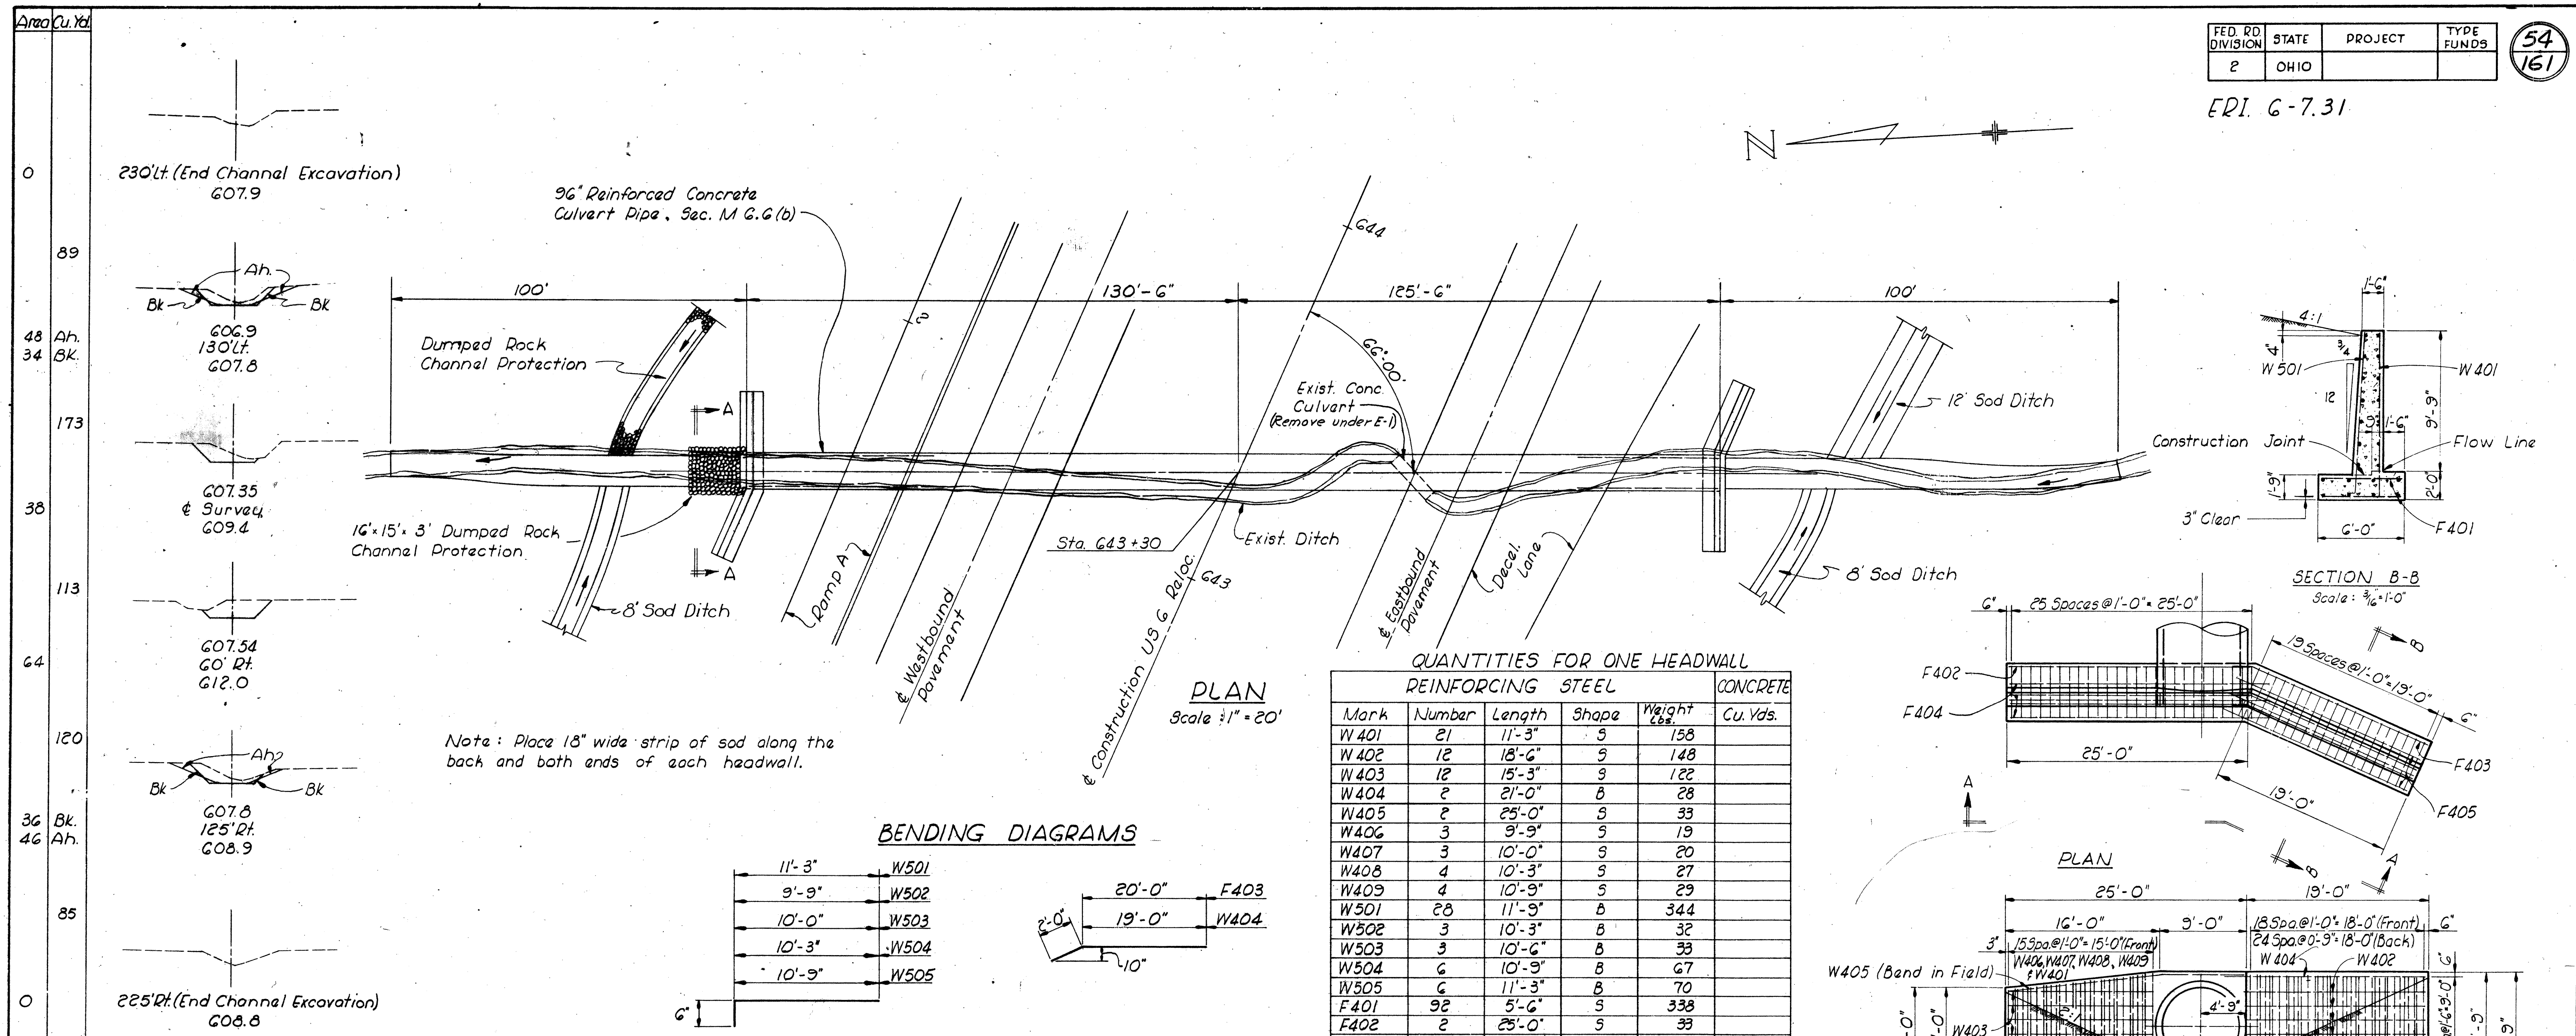 Area Cu. Yd.
0
89
48 Ah.
34 Bk.
173
38
113
64
120
36 Bk.
46 Ah.
85
0
230'Lt. (End Channel Excavation)
607.9
Ah.
Bk
Bk
606.9
130'Lt.
607.8
607.35
℄ Survey
609.4
607.54
60' Rt.
612.0
Ah
Bk
Bk
607.8
125' Rt.
608.9
225'Rt. (End Channel Excavation)
608.8
FED. RD. DIVISION STATE PROJECT TYPE FUNDS
2 OHIO
54
161
ERI. 6-7.31
N
96" Reinforced Concrete
Culvert Pipe, Sec. M 6.6 (b)
644
100'
130'-6"
125'-6"
100'
2
Dumped Rock
Channel Protection
66°-00'
Exist. Conc.
Culvert
(Remove under E-1)
A
12' Sod Ditch
16'x15'x3' Dumped Rock
Channel Protection
A
8' Sod Ditch
Ramp A
℄ Westbound
Pavement
Sta. 643+30
Exist. Ditch
643
℄ Construction US 6 Reloc.
℄ Eastbound
Pavement
Decel.
Lane
8' Sod Ditch
PLAN
Scale : 1" = 20'
Note : Place 18" wide strip of sod along the
back and both ends of each headwall.
BENDING DIAGRAMS
11'-3" W501
9'-9" W502
10'-0" W503
10'-3" W504
10'-9" W505
6"
20'-0" F403
19'-0" W404
2'-0"
10"
QUANTITIES FOR ONE HEADWALL
REINFORCING STEEL CONCRETE
Mark Number Length Shape Weight Lbs. Cu. Yds.
W401 21 11'-3" S 158
W402 12 18'-6" S 148
W403 12 15'-3" S 122
W404 2 21'-0" B 28
W405 2 25'-0" S 33
W406 3 9'-9" S 19
W407 3 10'-0" S 20
W408 4 10'-3" S 27
W409 4 10'-9" S 29
W501 28 11'-9" B 344
W502 3 10'-3" B 32
W503 3 10'-6" B 33
W504 6 10'-9" B 67
W505 6 11'-3" B 70
F401 92 5'-6" S 338
F402 2 25'-0" S 33
1'-6"
4:1
4"
3/4
W501
W401
12
9'-9"
9"
1'-6"
Construction Joint
Flow Line
1'-9"
2'-0"
3" Clear
6'-0"
F401
SECTION B-B
Scale : 3/16"=1'-0"
6"
25 Spaces @ 1'-0" = 25'-0"
B
19 Spaces @ 1'-0" = 19'-0"
6"
F402
F404
F403
F405
25'-0"
19'-0"
A
B
A
PLAN
25'-0"
19'-0"
16'-0"
9'-0"
18 Spa. @ 1'-0" = 18'-0" (Front)
6"
3"
15 Spa. @ 1'-0" = 15'-0" (Front)
24 Spa. @ 0'-9" = 18'-0" (Back)
W406, W407, W408, W409
& W401
W404
W402
W405 (Bend in Field)
6"
4'-9"
2:1
W403